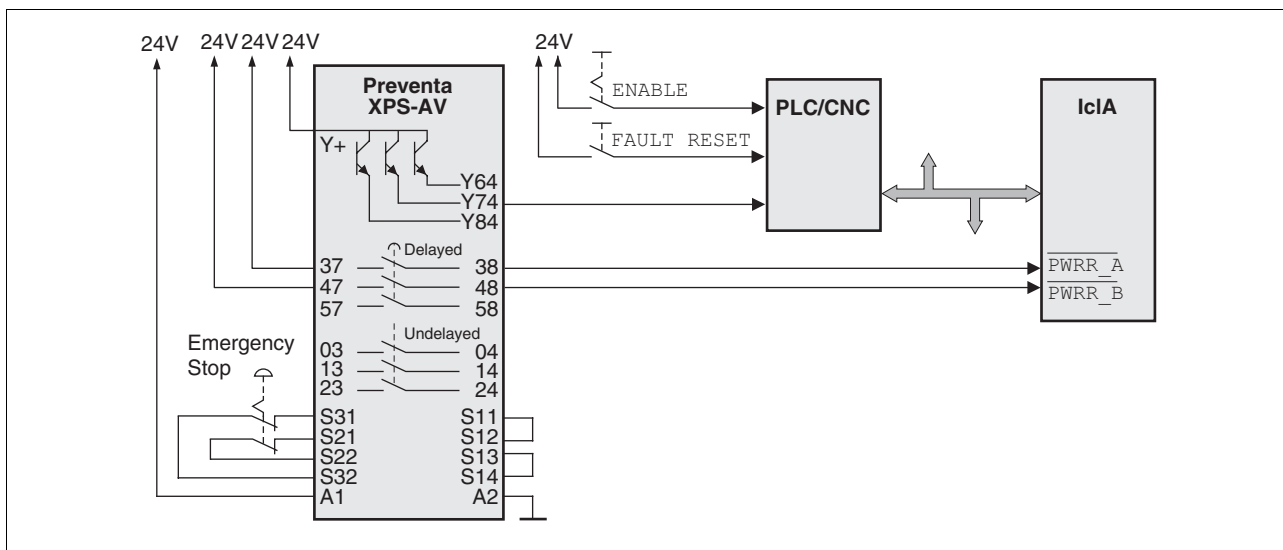 24V 24V 24V 24V
24V
Preventa
XPS-AV
ENABLE
FAULT RESET
PLC/CNC
IclA
Y+
Y64
Y74
Y84
Delayed
37 38
47 48
57 58
PWRR_A
PWRR_B
Undelayed
03 04
13 14
23 24
Emergency
Stop
S31 S11
S21 S12
S22 S13
S32 S14
A1 A2